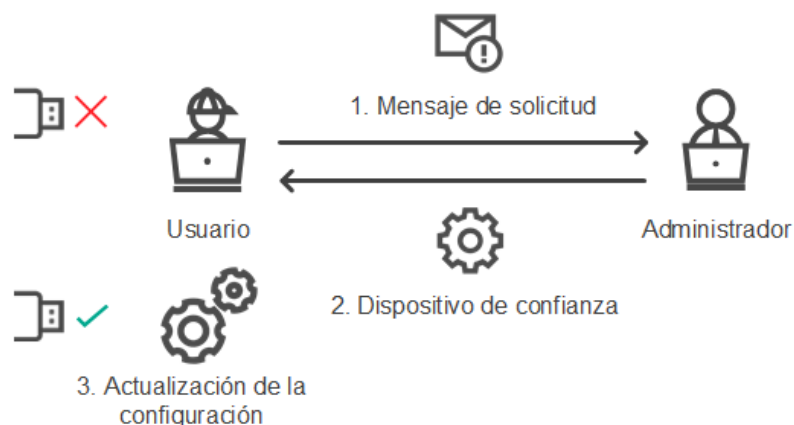 1. Mensaje de solicitud
Usuario
Administrador
2. Dispositivo de confianza
3. Actualización de la
configuración